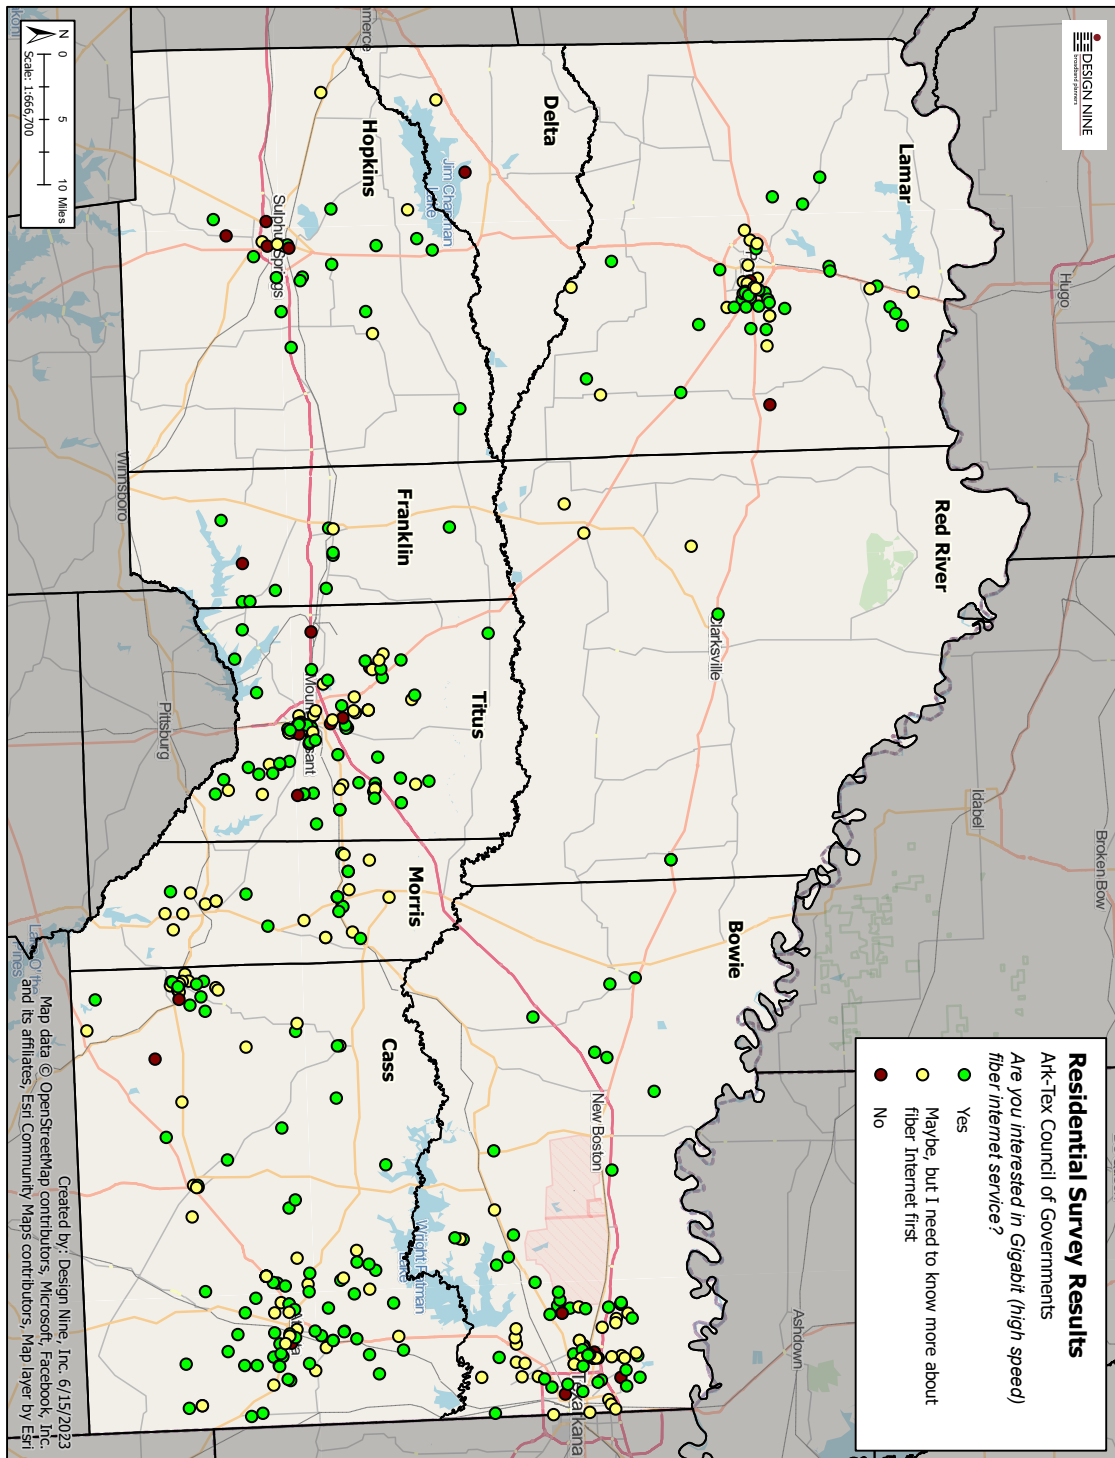 DESIGN NINE
broadband planners
Residential Survey Results
Ark-Tex Council of Governments
Are you interested in Gigabit (high speed)
fiber internet service?
Yes
Maybe, but I need to know more about
fiber Internet first
No
Hugo
Idabel
Broken Bow
Ashdown
Lamar
Red River
Bowie
Delta
Clarksville
New Boston
Texarkana
Hopkins
Franklin
Titus
Morris
Cass
Jim Chapman
Lake
Wright Patman
Lake
Sulphur Springs
Winnsboro
Pittsburg
N
0 5 10 Miles
Scale: 1:666,700
Created by: Design Nine, Inc. 6/15/2023
Map data © OpenStreetMap contributors, Microsoft, Facebook, Inc.
and its affiliates, Esri Community Maps contributors, Map layer by Esri